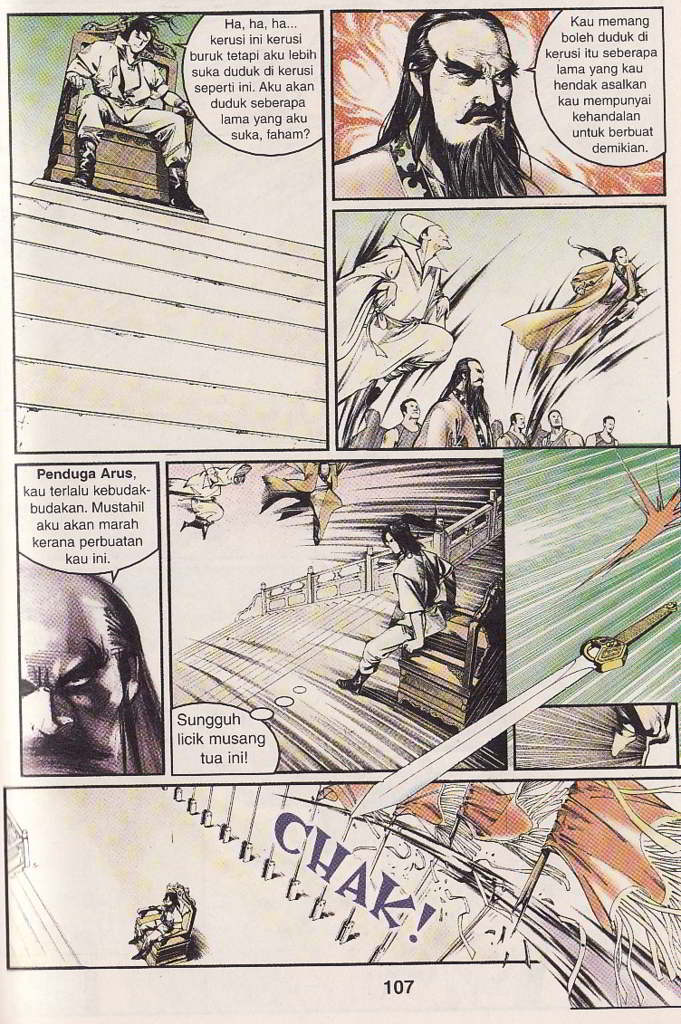 Ha, ha, ha...
kerusi ini kerusi
buruk tetapi aku lebih
suka duduk di kerusi
seperti ini. Aku akan
duduk seberapa
lama yang aku
suka, faham?
Kau memang
boleh duduk di
kerusi itu seberapa
lama yang kau
hendak asalkan
kau mempunyai
kehandalan
untuk berbuat
demikian.
Penduga Arus,
kau terlalu kebudak-
budakan. Mustahil
aku akan marah
kerana perbuatan
kau ini.
Sungguh
licik musang
tua ini!
CHAK!
107